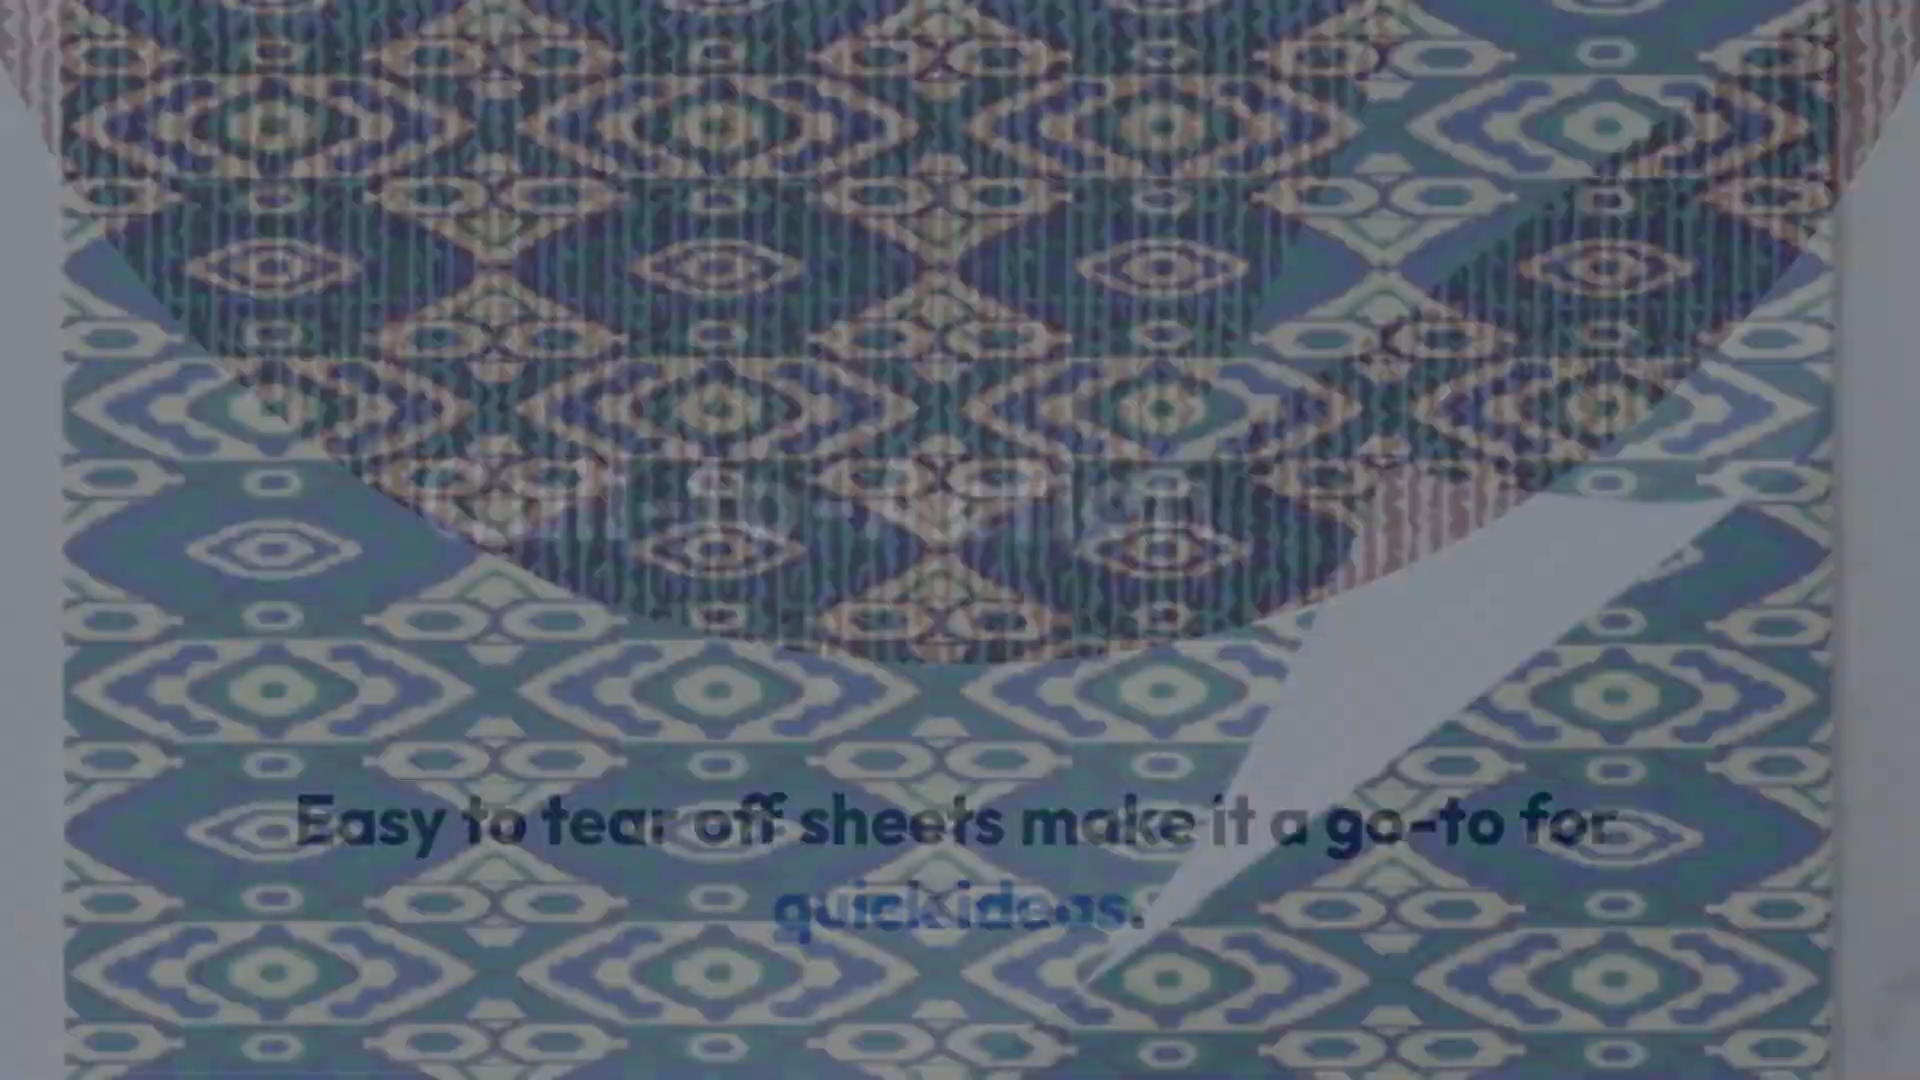 Easy to tear off sheets make it a go-to for
quick ideas.